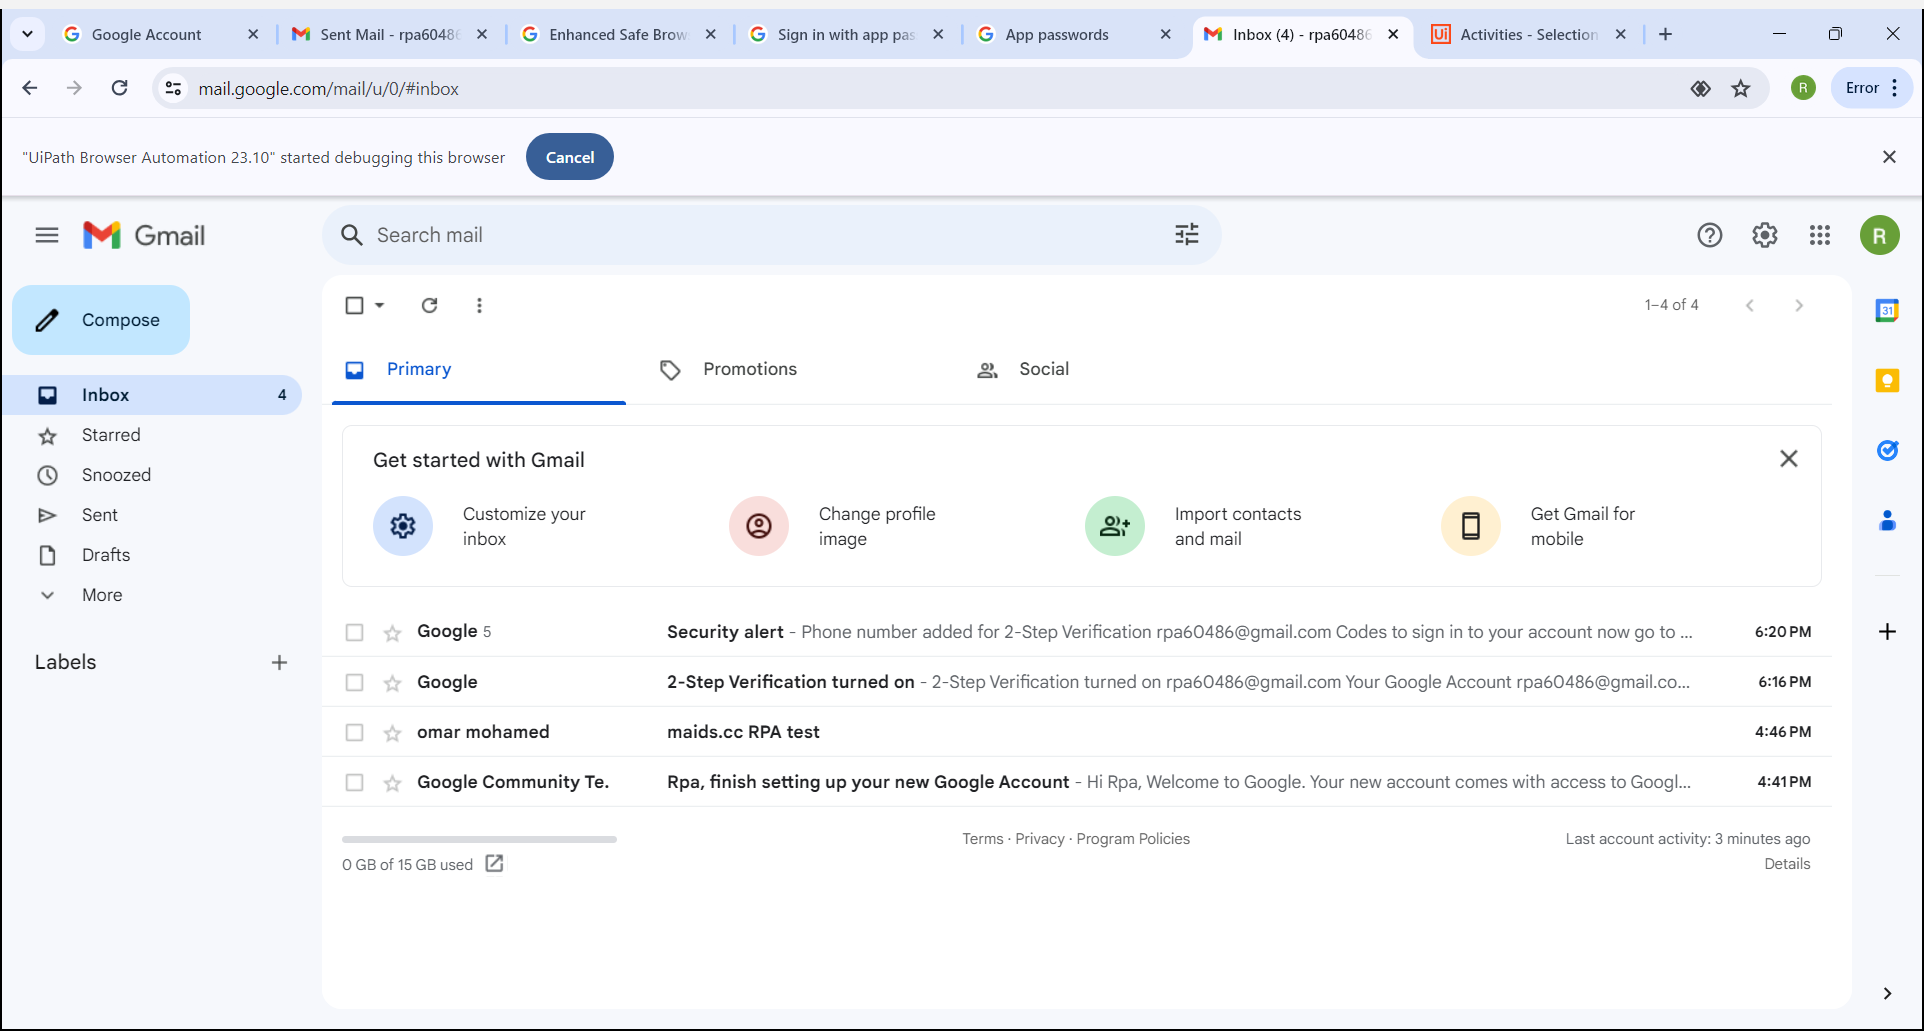 Google Account
Sent Mail - rpa60486
Enhanced Safe Brow
Sign in with app pas
App passwords
Inbox (4) - rpa60486
Ui Activities - Selection
mail.google.com/mail/u/0/#inbox
R
Error
"UiPath Browser Automation 23.10" started debugging this browser
Cancel
Gmail
Search mail
R
Compose
1–4 of 4
31
Primary
Promotions
Social
Inbox 4
Starred
Snoozed
Sent
Drafts
More
Labels
Get started with Gmail
Customize your
inbox
Change profile
image
Import contacts
and mail
Get Gmail for
mobile
Google 5 Security alert - Phone number added for 2-Step Verification rpa60486@gmail.com Codes to sign in to your account now go to ... 6:20 PM
Google 2-Step Verification turned on - 2-Step Verification turned on rpa60486@gmail.com Your Google Account rpa60486@gmail.co... 6:16 PM
omar mohamed maids.cc RPA test 4:46 PM
Google Community Te. Rpa, finish setting up your new Google Account - Hi Rpa, Welcome to Google. Your new account comes with access to Googl... 4:41 PM
0 GB of 15 GB used
Terms · Privacy · Program Policies
Last account activity: 3 minutes ago
Details